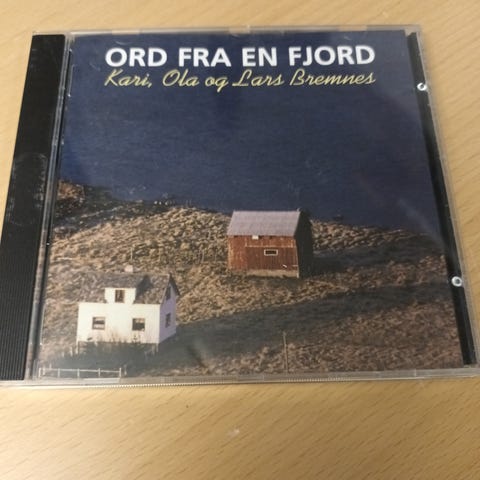 ORD FRA EN FJORD
Kari, Ola og Lars Bremnes